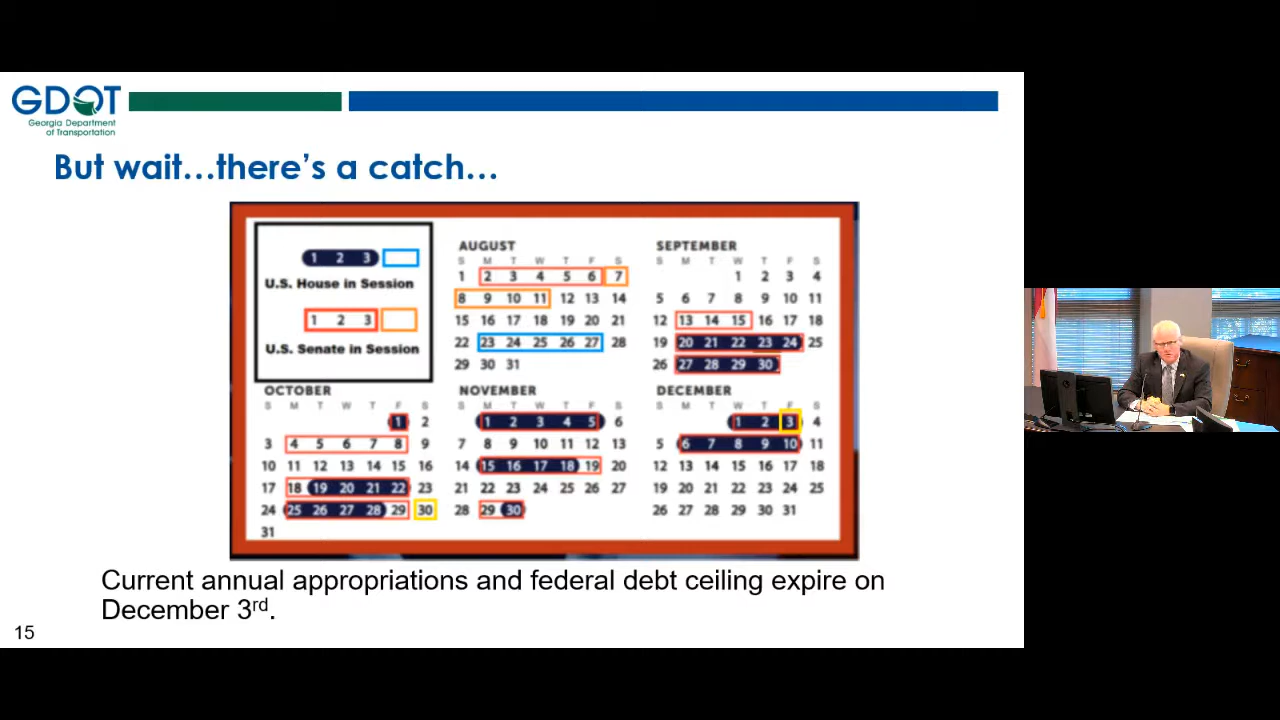 GDOT
Georgia Department
of Transportation
But wait…there's a catch…
1 2 3
U.S. House in Session
1 2 3
U.S. Senate in Session
AUGUST
S M T W T F S
1 2 3 4 5 6 7
8 9 10 11 12 13 14
15 16 17 18 19 20 21
22 23 24 25 26 27 28
29 30 31
SEPTEMBER
S M T W T F S
1 2 3 4
5 6 7 8 9 10 11
12 13 14 15 16 17 18
19 20 21 22 23 24 25
26 27 28 29 30
OCTOBER
S M T W T F S
1 2
3 4 5 6 7 8 9
10 11 12 13 14 15 16
17 18 19 20 21 22 23
24 25 26 27 28 29 30
31
NOVEMBER
S M T W T F S
1 2 3 4 5 6
7 8 9 10 11 12 13
14 15 16 17 18 19 20
21 22 23 24 25 26 27
28 29 30
DECEMBER
S M T W T F S
1 2 3 4
5 6 7 8 9 10 11
12 13 14 15 16 17 18
19 20 21 22 23 24 25
26 27 28 29 30 31
Current annual appropriations and federal debt ceiling expire on
December 3rd.
15